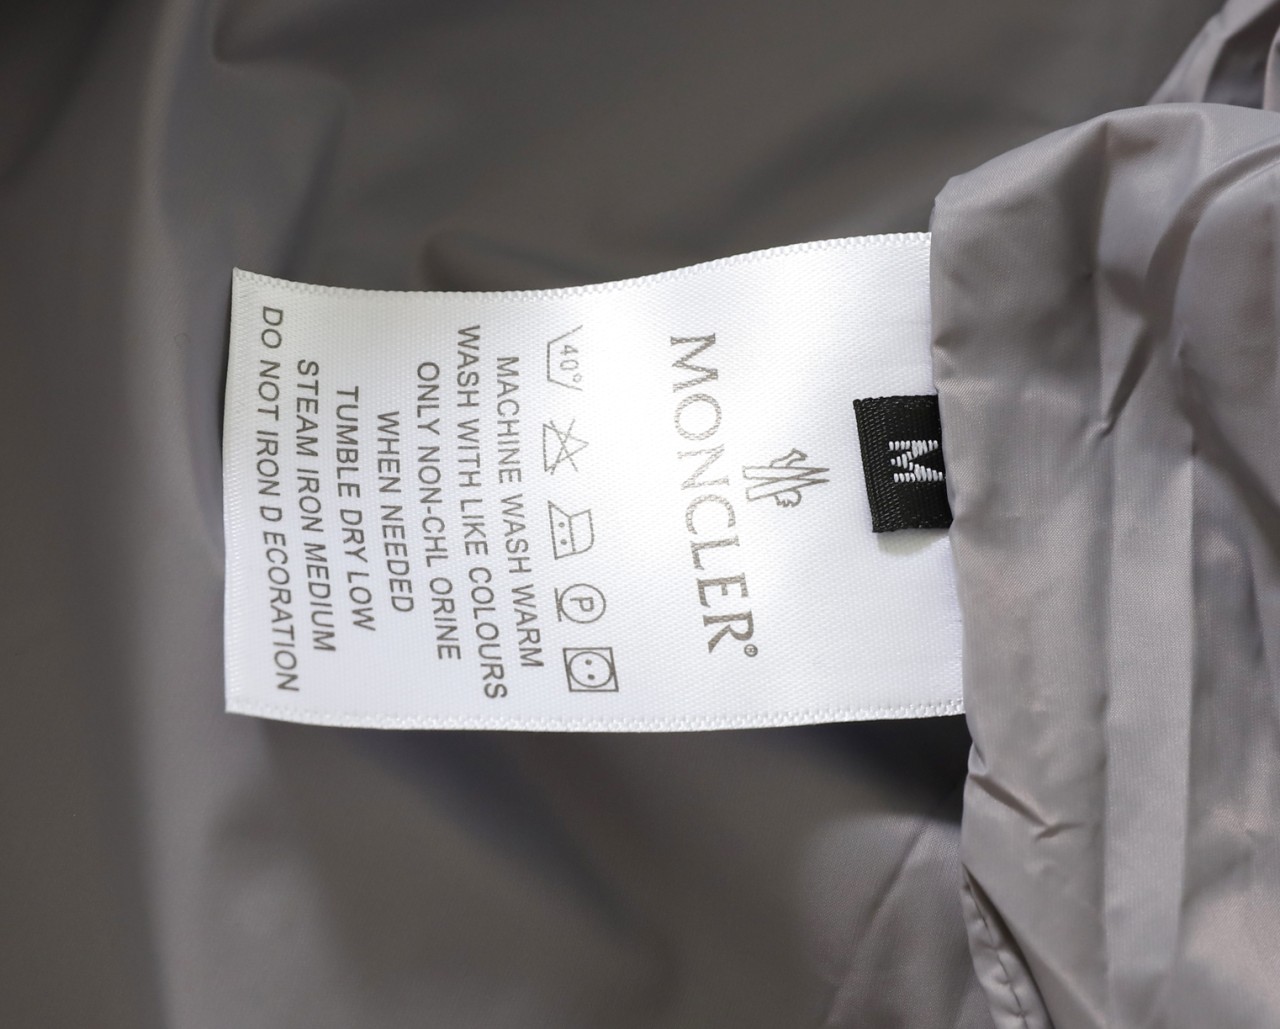 M
MONCLER®
40° P
MACHINE WASH WARM
WASH WITH LIKE COLOURS
ONLY NON-CHL ORINE
WHEN NEEDED
TUMBLE DRY LOW
STEAM IRON MEDIUM
DO NOT IRON D ECORATION